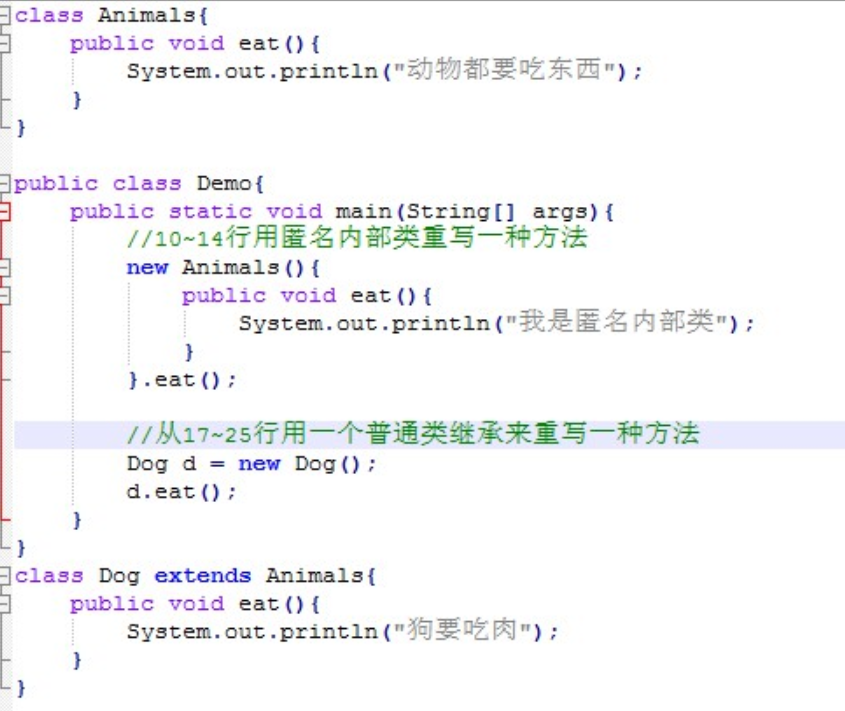 class Animals{
    public void eat(){
        System.out.println("动物都要吃东西");
    }
}
public class Demo{
    public static void main(String[] args){
        //10~14行用匿名内部类重写一种方法
        new Animals(){
            public void eat(){
                System.out.println("我是匿名内部类");
            }
        }.eat();
        //从17~25行用一个普通类继承来重写一种方法
        Dog d = new Dog();
        d.eat();
    }
}
class Dog extends Animals{
    public void eat(){
        System.out.println("狗要吃肉");
    }
}